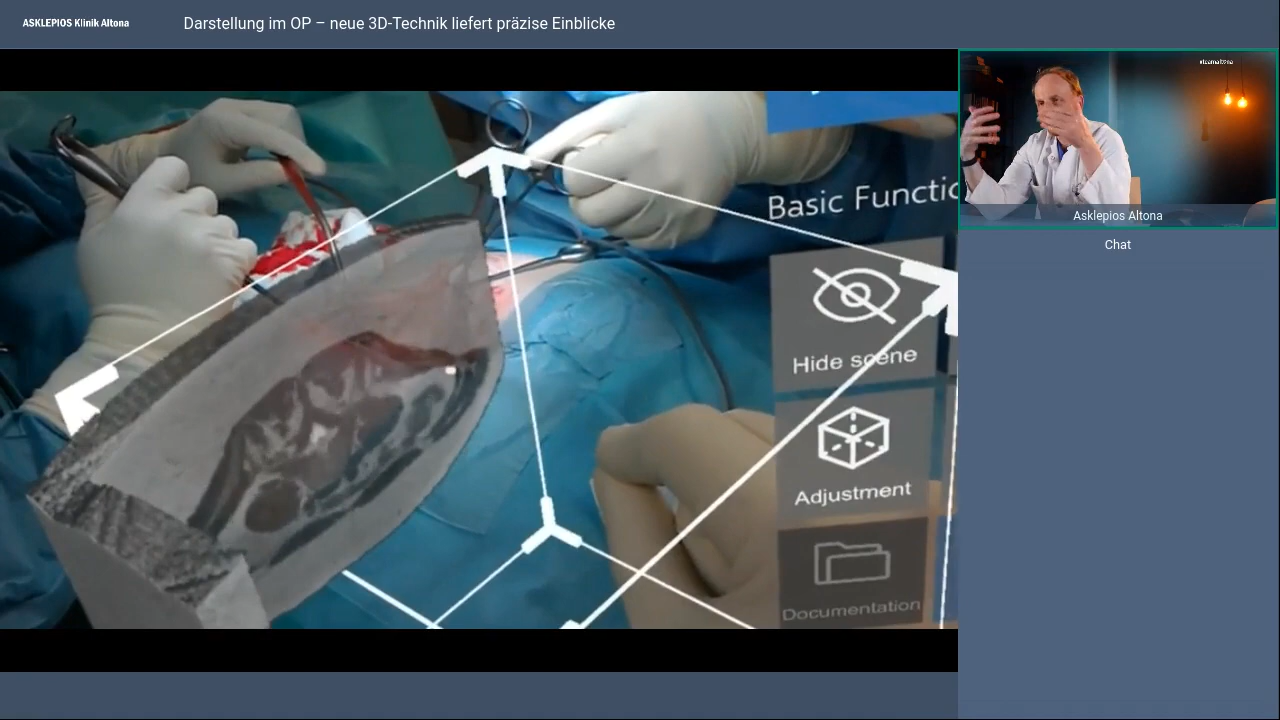 ASKLEPIOS Klinik Altona
Darstellung im OP – neue 3D-Technik liefert präzise Einblicke
#teamaltona
Asklepios Altona
Chat
Basic Functio
Hide scene
Adjustment
Documentation